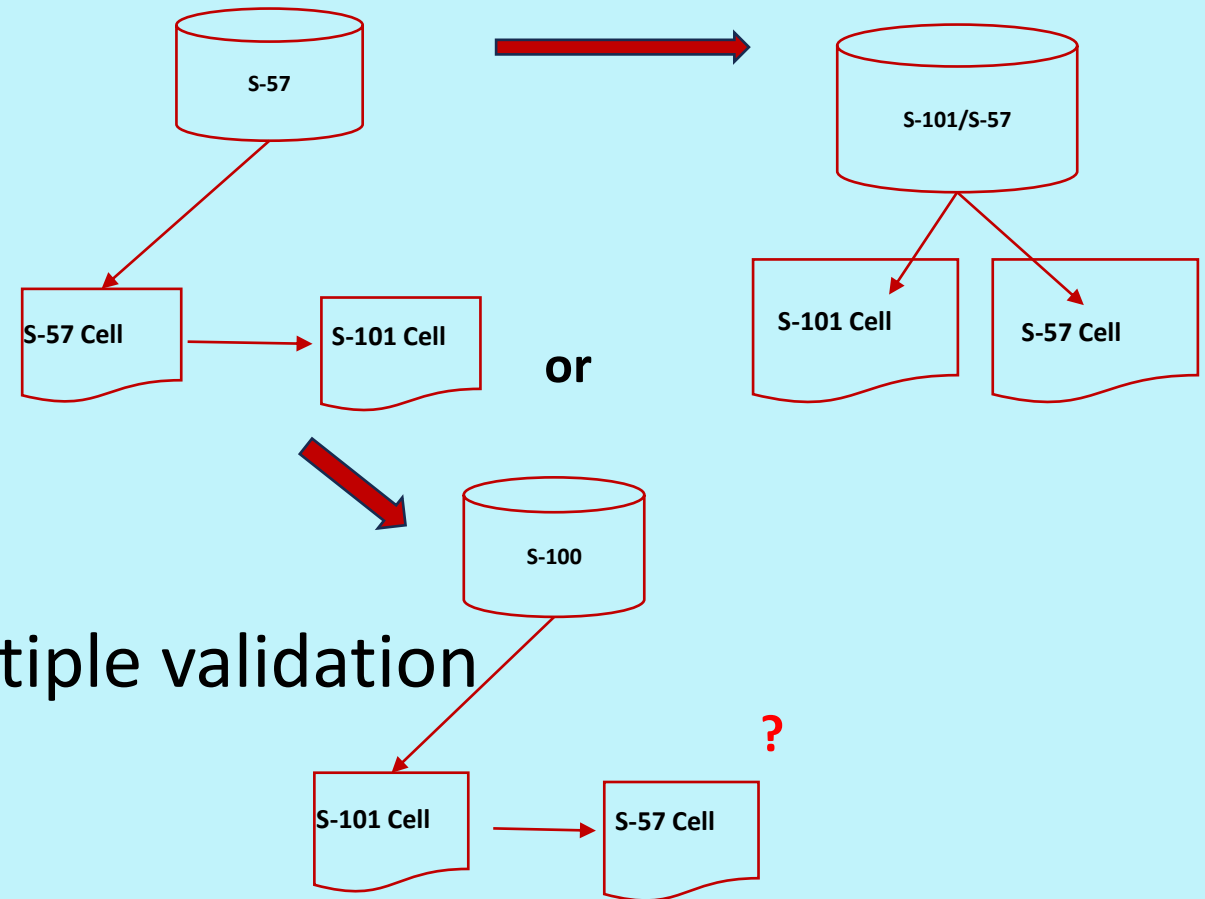 S-57
S-101/S-57
S-57 Cell
S-101 Cell
or
S-101 Cell
S-57 Cell
S-100
tiple validation
?
S-101 Cell
S-57 Cell